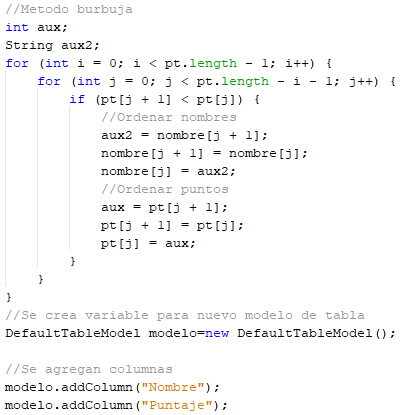 //Metodo burbuja
int aux;
String aux2;
for (int i = 0; i < pt.length - 1; i++) {
    for (int j = 0; j < pt.length - i - 1; j++) {
        if (pt[j + 1] < pt[j]) {
            //Ordenar nombres
            aux2 = nombre[j + 1];
            nombre[j + 1] = nombre[j];
            nombre[j] = aux2;
            //Ordenar puntos
            aux = pt[j + 1];
            pt[j + 1] = pt[j];
            pt[j] = aux;
        }
    }
}
//Se crea variable para nuevo modelo de tabla
DefaultTableModel modelo=new DefaultTableModel();

//Se agregan columnas
modelo.addColumn("Nombre");
modelo.addColumn("Puntaje");